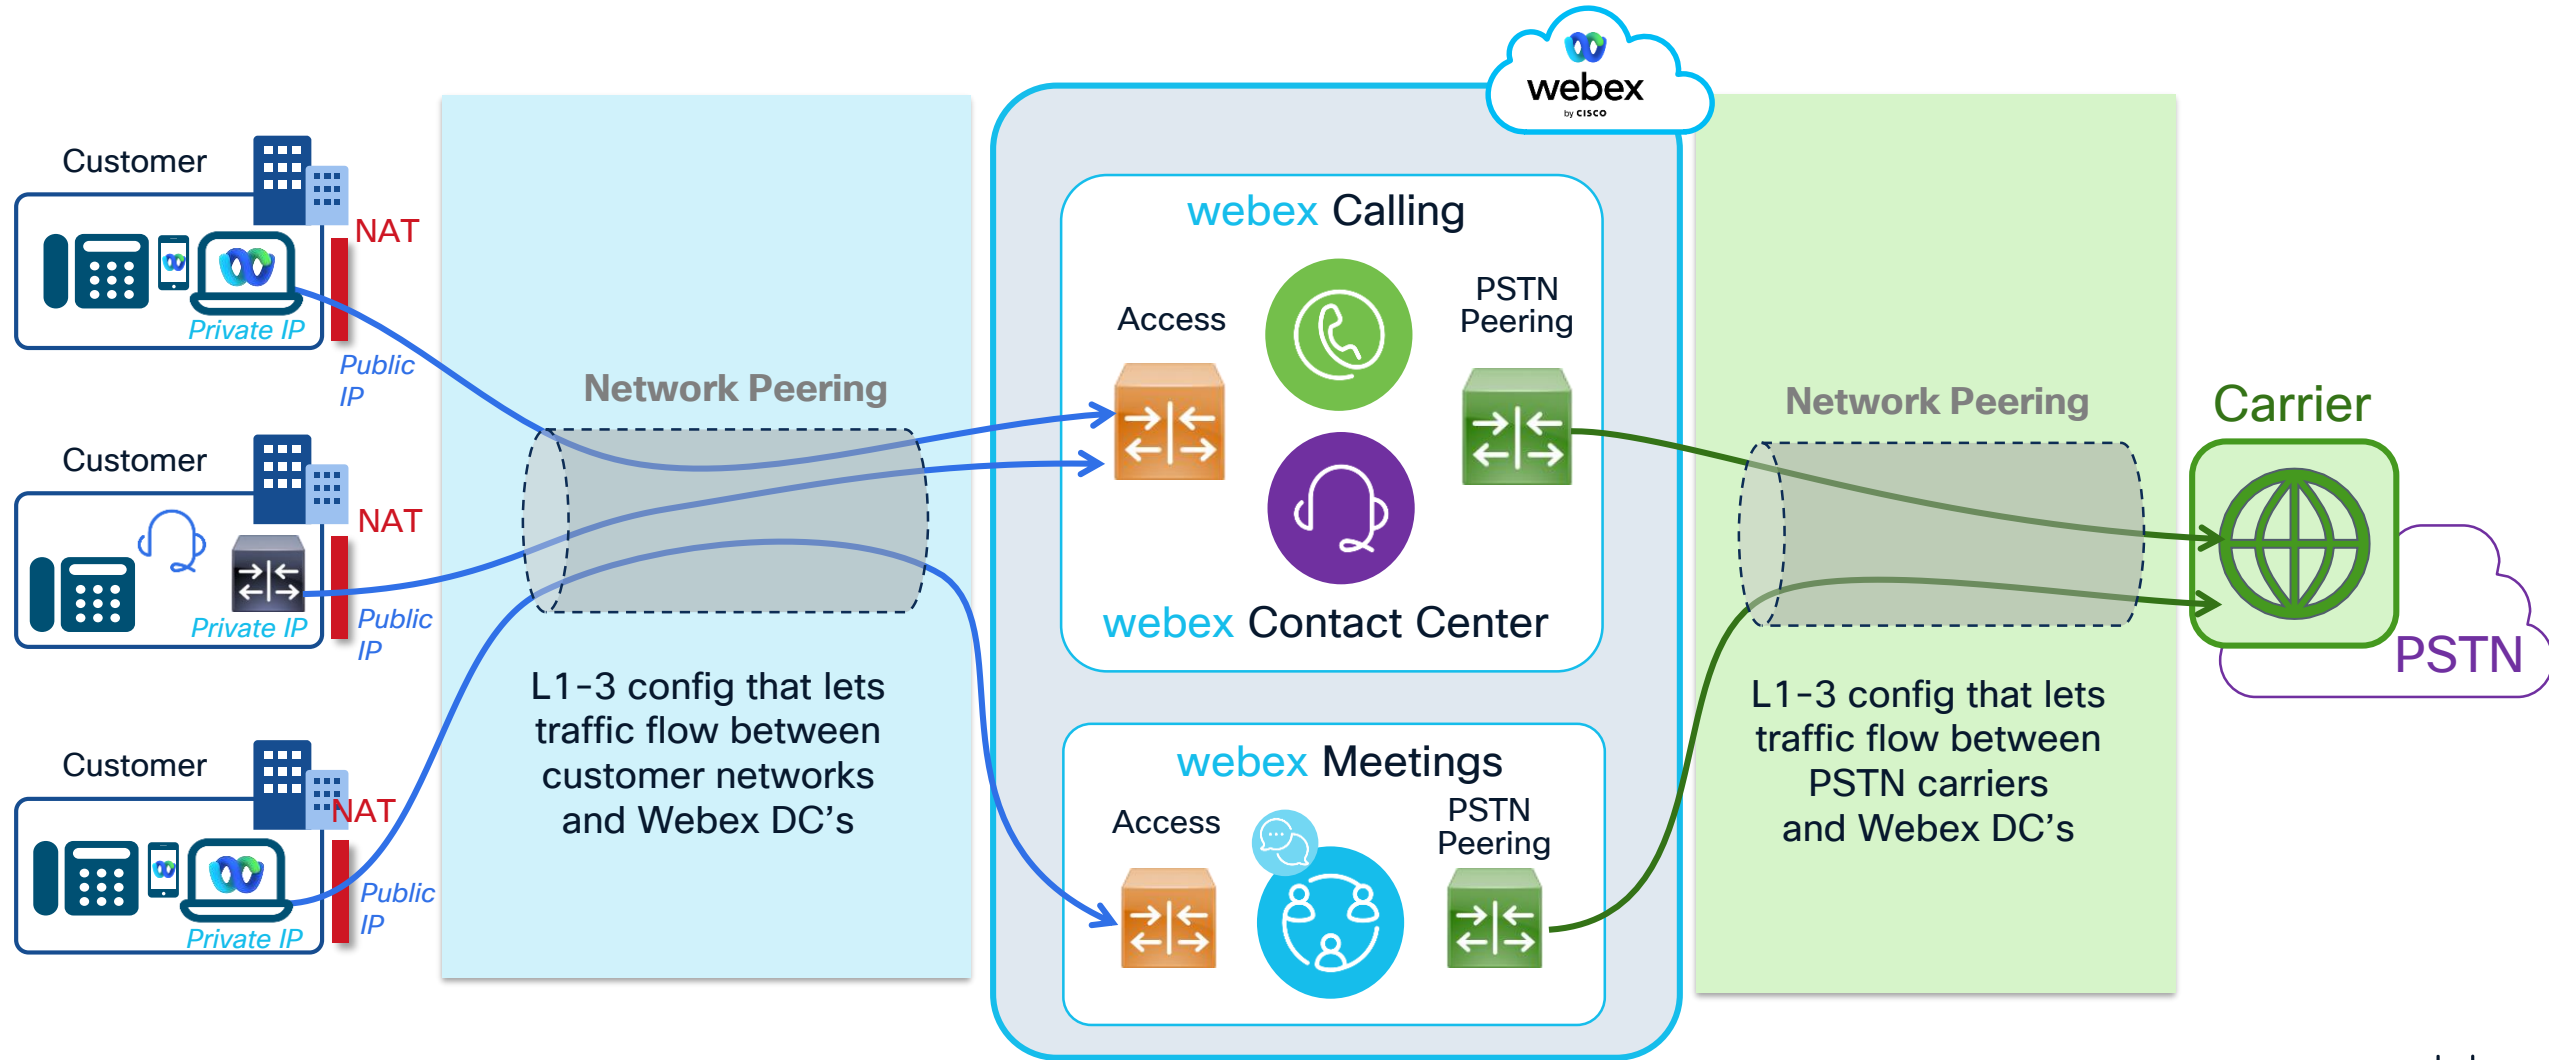 webex
by CISCO
Customer
NAT
Private IP
Public
IP
Customer
NAT
Private IP
Public
IP
Customer
NAT
Private IP
Public
IP
Network Peering
L1-3 config that lets
traffic flow between
customer networks
and Webex DC's
webex Calling
Access
PSTN
Peering
webex Contact Center
webex Meetings
Access
PSTN
Peering
Network Peering
L1-3 config that lets
traffic flow between
PSTN carriers
and Webex DC's
Carrier
PSTN